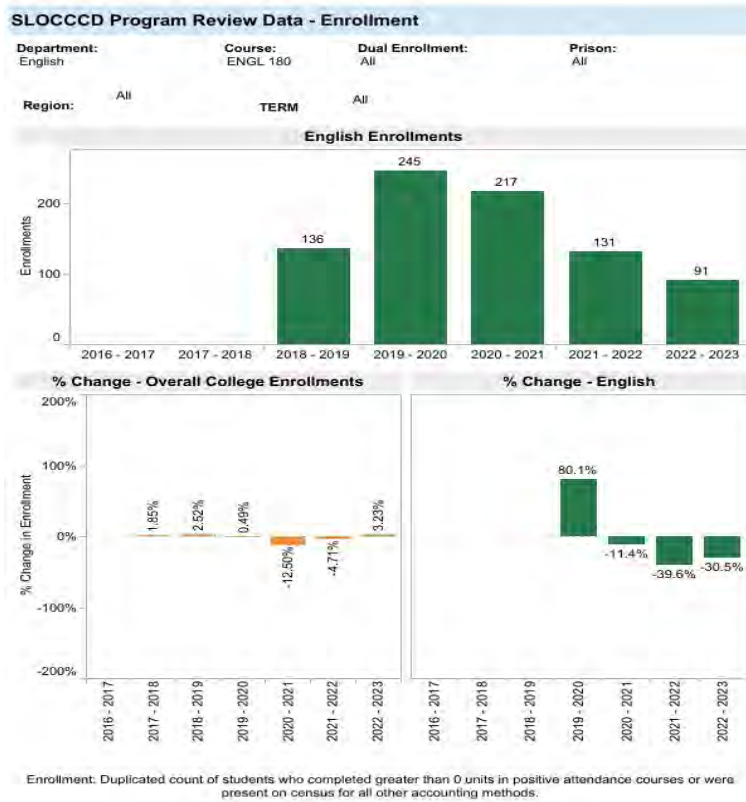 SLOCCCD Program Review Data - Enrollment
Department: Course: Dual Enrollment: Prison:
English ENGL 180 All All
Region: All TERM All
English Enrollments
Enrollments
200
100
0
136
245
217
131
91
2016 - 2017 2017 - 2018 2018 - 2019 2019 - 2020 2020 - 2021 2021 - 2022 2022 - 2023
% Change - Overall College Enrollments
% Change in Enrollment
200%
100%
0%
-100%
-200%
1.85%
2.52%
0.49%
-12.50%
-4.71%
3.23%
2016 - 2017
2017 - 2018
2018 - 2019
2019 - 2020
2020 - 2021
2021 - 2022
2022 - 2023
% Change - English
80.1%
-11.4%
-39.6%
-30.5%
2016 - 2017
2017 - 2018
2018 - 2019
2019 - 2020
2020 - 2021
2021 - 2022
2022 - 2023
Enrollment: Duplicated count of students who completed greater than 0 units in positive attendance courses or were
present on census for all other accounting methods.